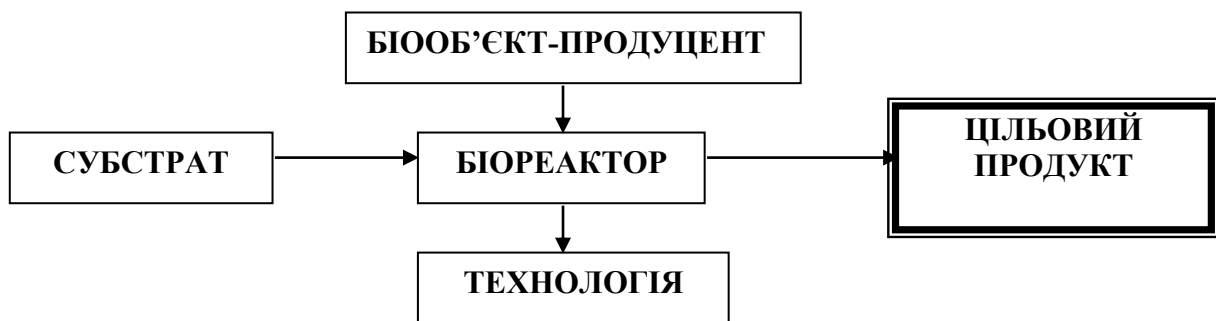 БІООБ’ЄКТ-ПРОДУЦЕНТ
СУБСТРАТ
БІОРЕАКТОР
ЦІЛЬОВИЙ
ПРОДУКТ
ТЕХНОЛОГІЯ